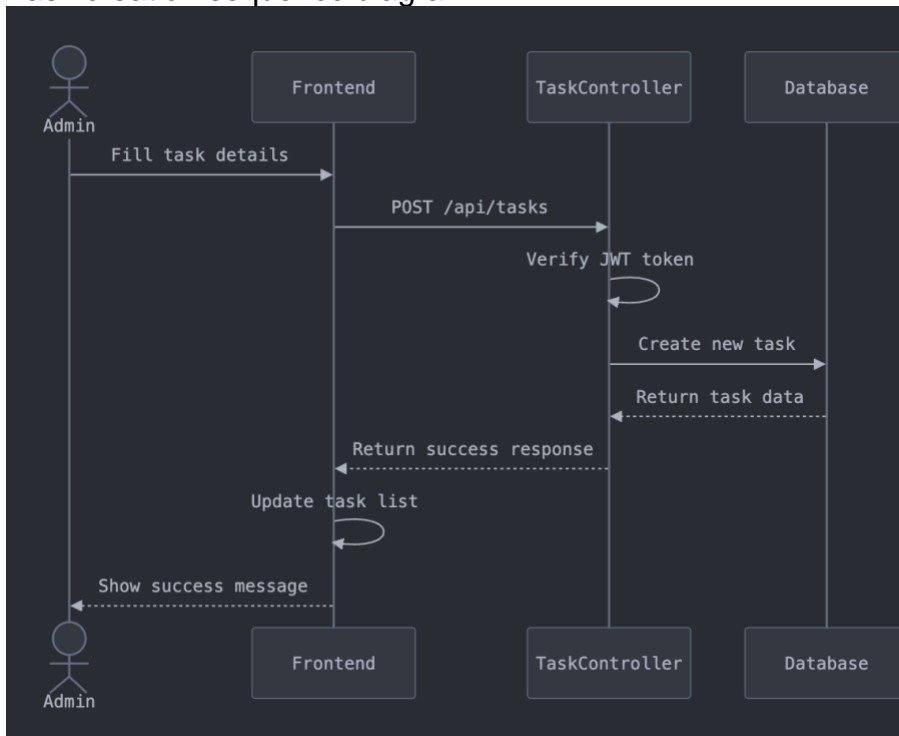 Frontend
TaskController
Database
Admin
Fill task details
POST /api/tasks
Verify JWT token
Create new task
Return task data
Return success response
Update task list
Show success message
Frontend
TaskController
Database
Admin